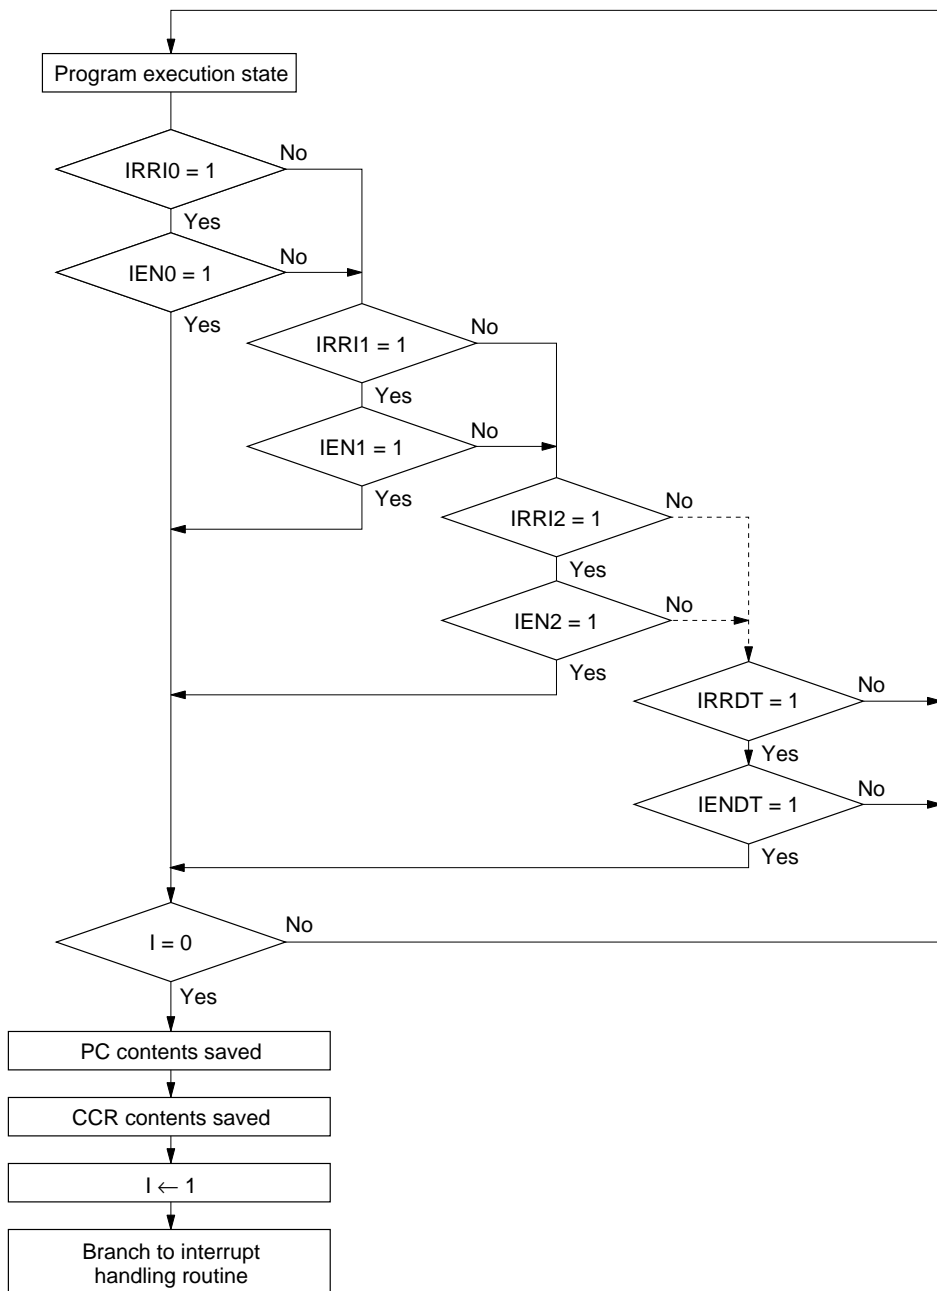 Program execution state
IRRI0 = 1
No
Yes
IEN0 = 1
No
Yes
IRRI1 = 1
No
Yes
IEN1 = 1
No
Yes
IRRI2 = 1
No
Yes
IEN2 = 1
No
Yes
IRRDT = 1
No
Yes
IENDT = 1
No
Yes
I = 0
No
Yes
PC contents saved
CCR contents saved
I ← 1
Branch to interrupt
handling routine